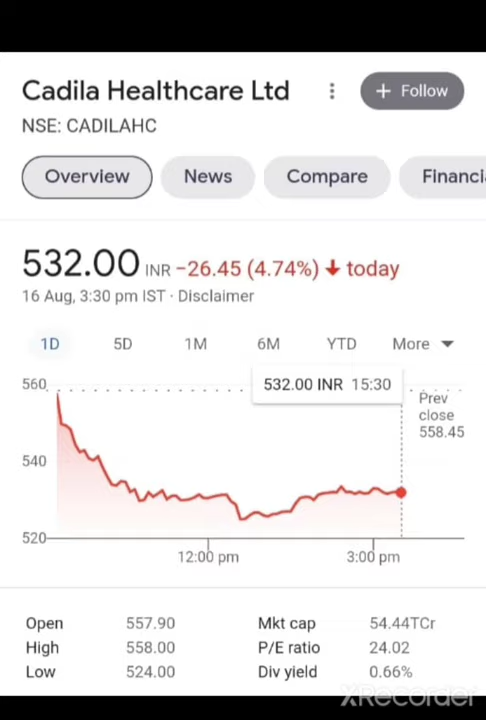 Cadila Healthcare Ltd
+ Follow
NSE: CADILAHC
Overview
News
Compare
Financi
532.00 INR −26.45 (4.74%) ↓ today
16 Aug, 3:30 pm IST · Disclaimer
1D 5D 1M 6M YTD More
560
532.00 INR 15:30
Prev
close
558.45
540
520
12:00 pm 3:00 pm
Open 557.90 Mkt cap 54.44TCr
High 558.00 P/E ratio 24.02
Low 524.00 Div yield 0.66%
XRecorder